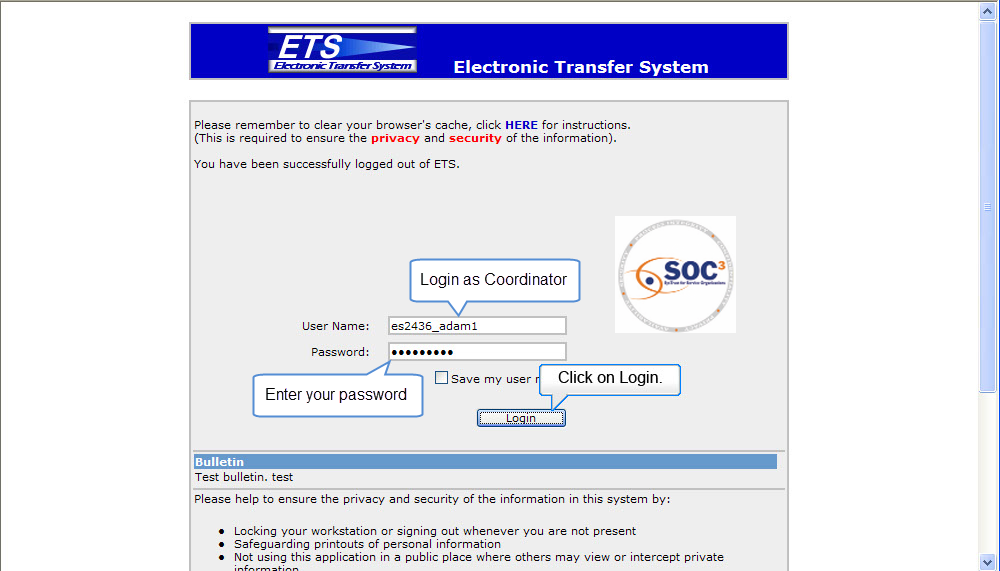 ETS
Electronic Transfer System
Electronic Transfer System
Please remember to clear your browser's cache, click HERE for instructions.
(This is required to ensure the privacy and security of the information).
You have been successfully logged out of ETS.
SOC3
SysTrust for Service Organizations
Login as Coordinator
User Name: es2436_adam1
Password: •••••••••
Enter your password
Save my user
Click on Login.
Login
Bulletin
Test bulletin. test
Please help to ensure the privacy and security of the information in this system by:
• Locking your workstation or signing out whenever you are not present
• Safeguarding printouts of personal information
• Not using this application in a public place where others may view or intercept private
information